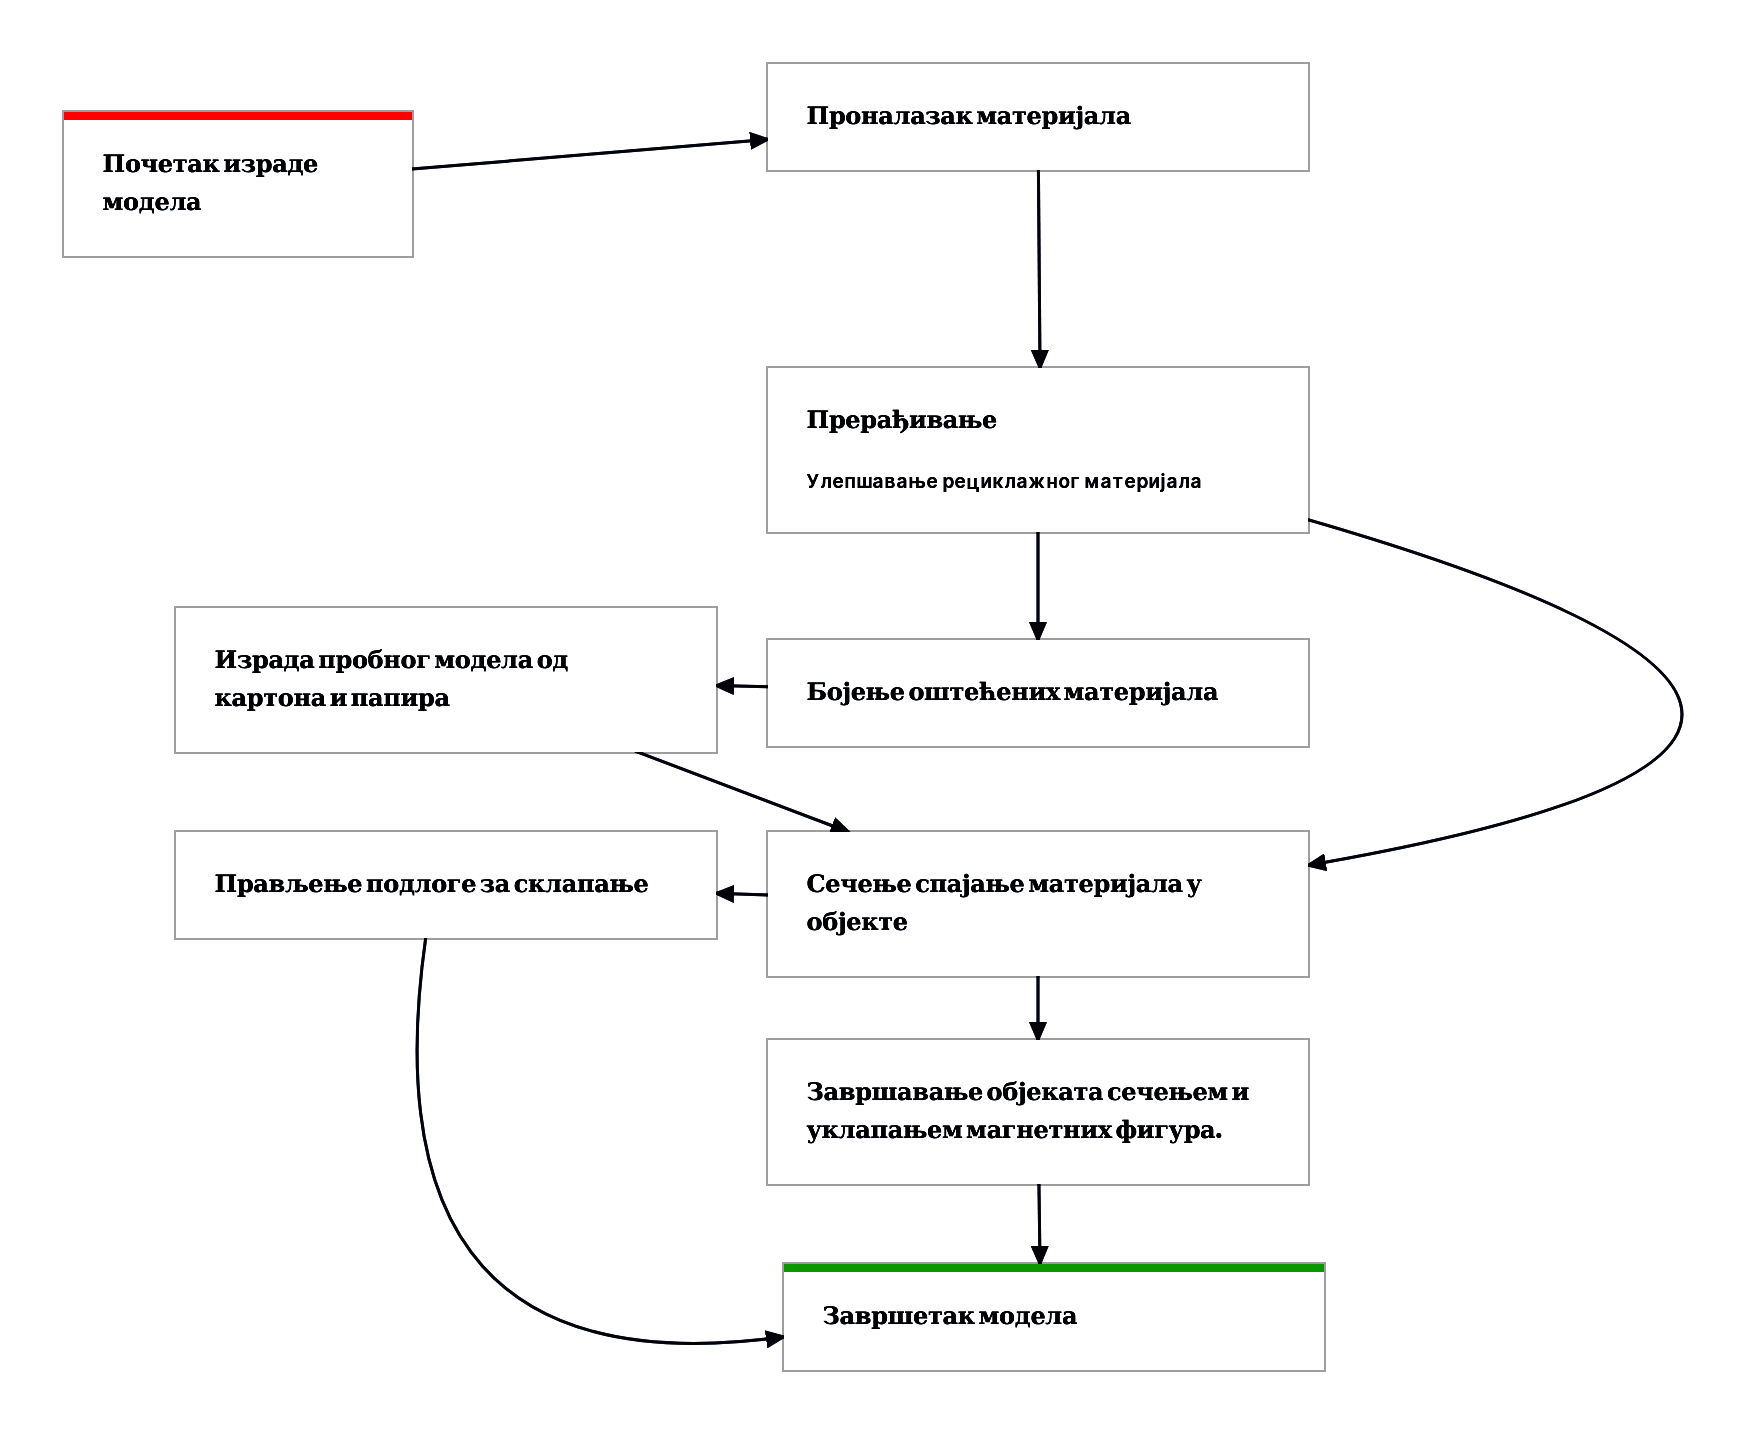 Почетак израде
модела
Проналазак материјала
Прерађивање
Улепшавање рециклажног материјала
Израда пробног модела од
картона и папира
Бојење оштећених материјала
Прављење подлоге за склапање
Сечење спајање материјала у
објекте
Завршавање објеката сечењем и
уклапањем магнетних фигура.
Завршетак модела